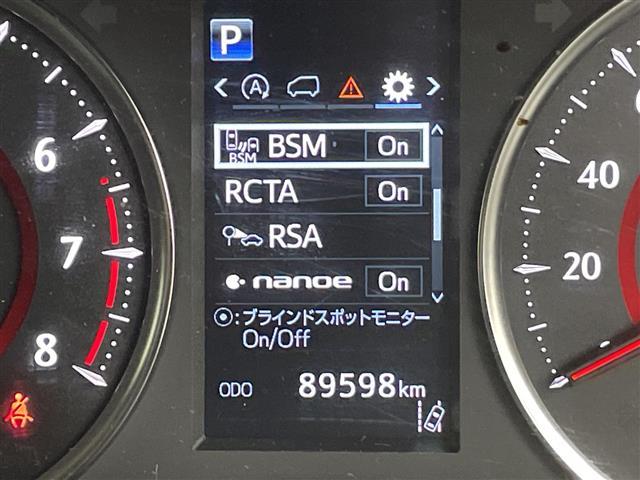 P
A
BSM BSM On
RCTA On
RSA
nanoe On
⦿:ブラインドスポットモニター
On/Off
ODO 89598km
6
7
8
40
20